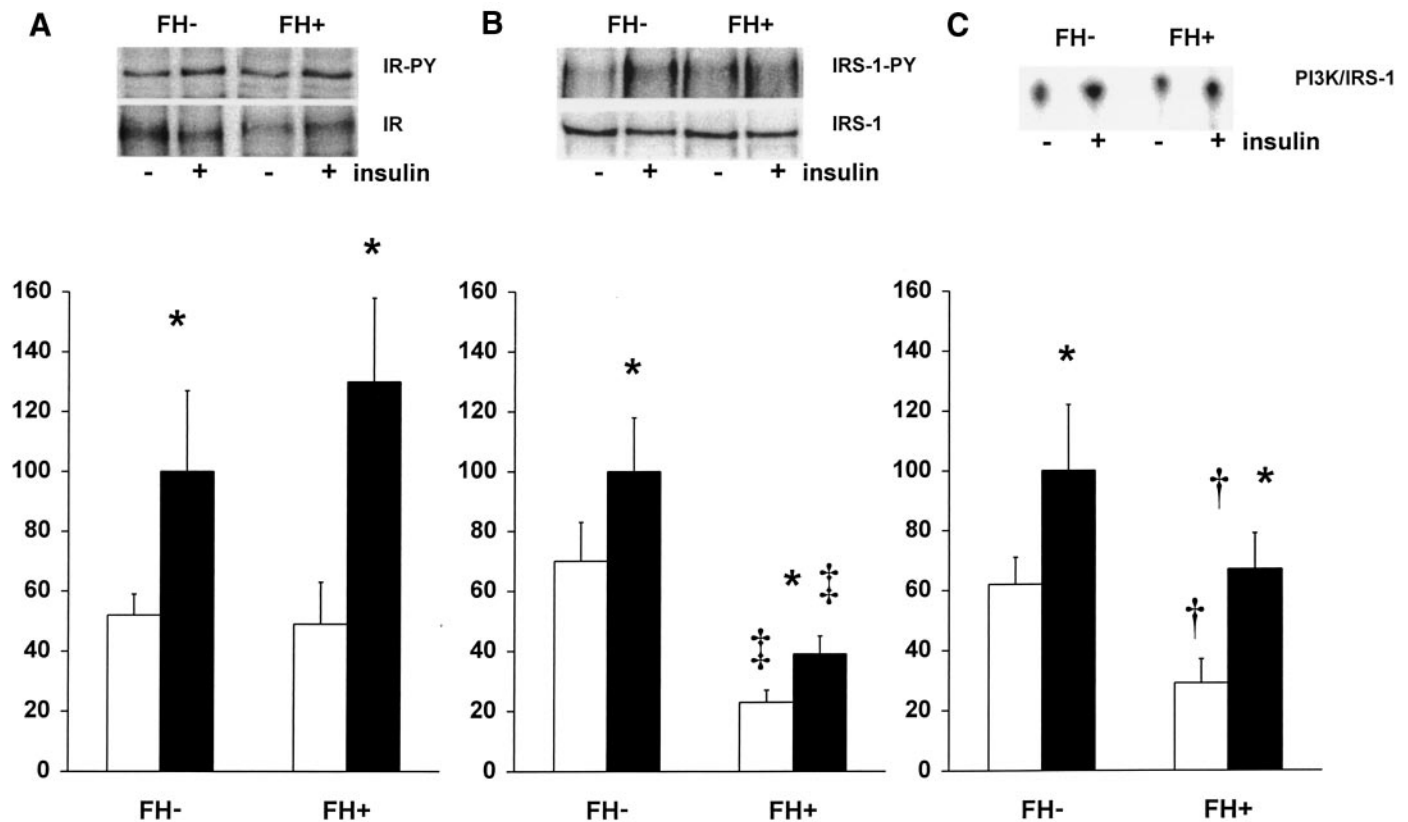 A
FH-
FH+
IR-PY
IR
-
+
-
+
insulin
*
*
160
140
120
100
80
60
40
20
0
FH-
FH+
B
FH-
FH+
IRS-1-PY
IRS-1
-
+
-
+
insulin
160
140
120
100
80
60
40
20
0
*
* ‡
‡
FH-
FH+
C
FH-
FH+
PI3K/IRS-1
-
+
-
+
insulin
160
140
120
100
80
60
40
20
0
*
† *
†
FH-
FH+